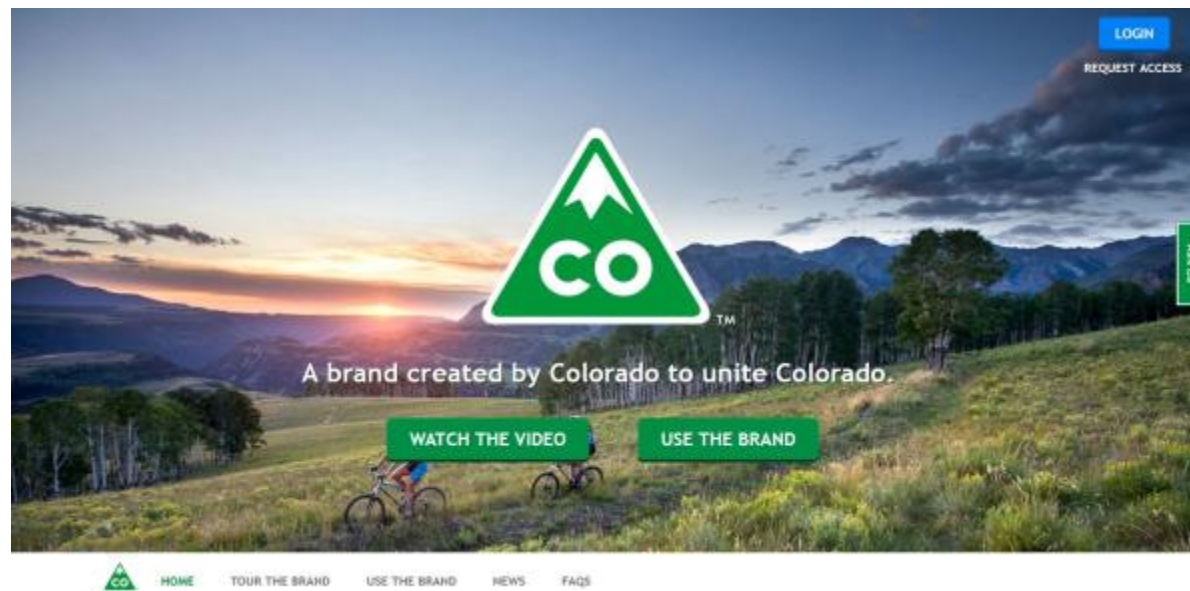 LOGIN
REQUEST ACCESS
CO
TM
A brand created by Colorado to unite Colorado.
WATCH THE VIDEO
USE THE BRAND
CO
HOME
TOUR THE BRAND
USE THE BRAND
NEWS
FAQS